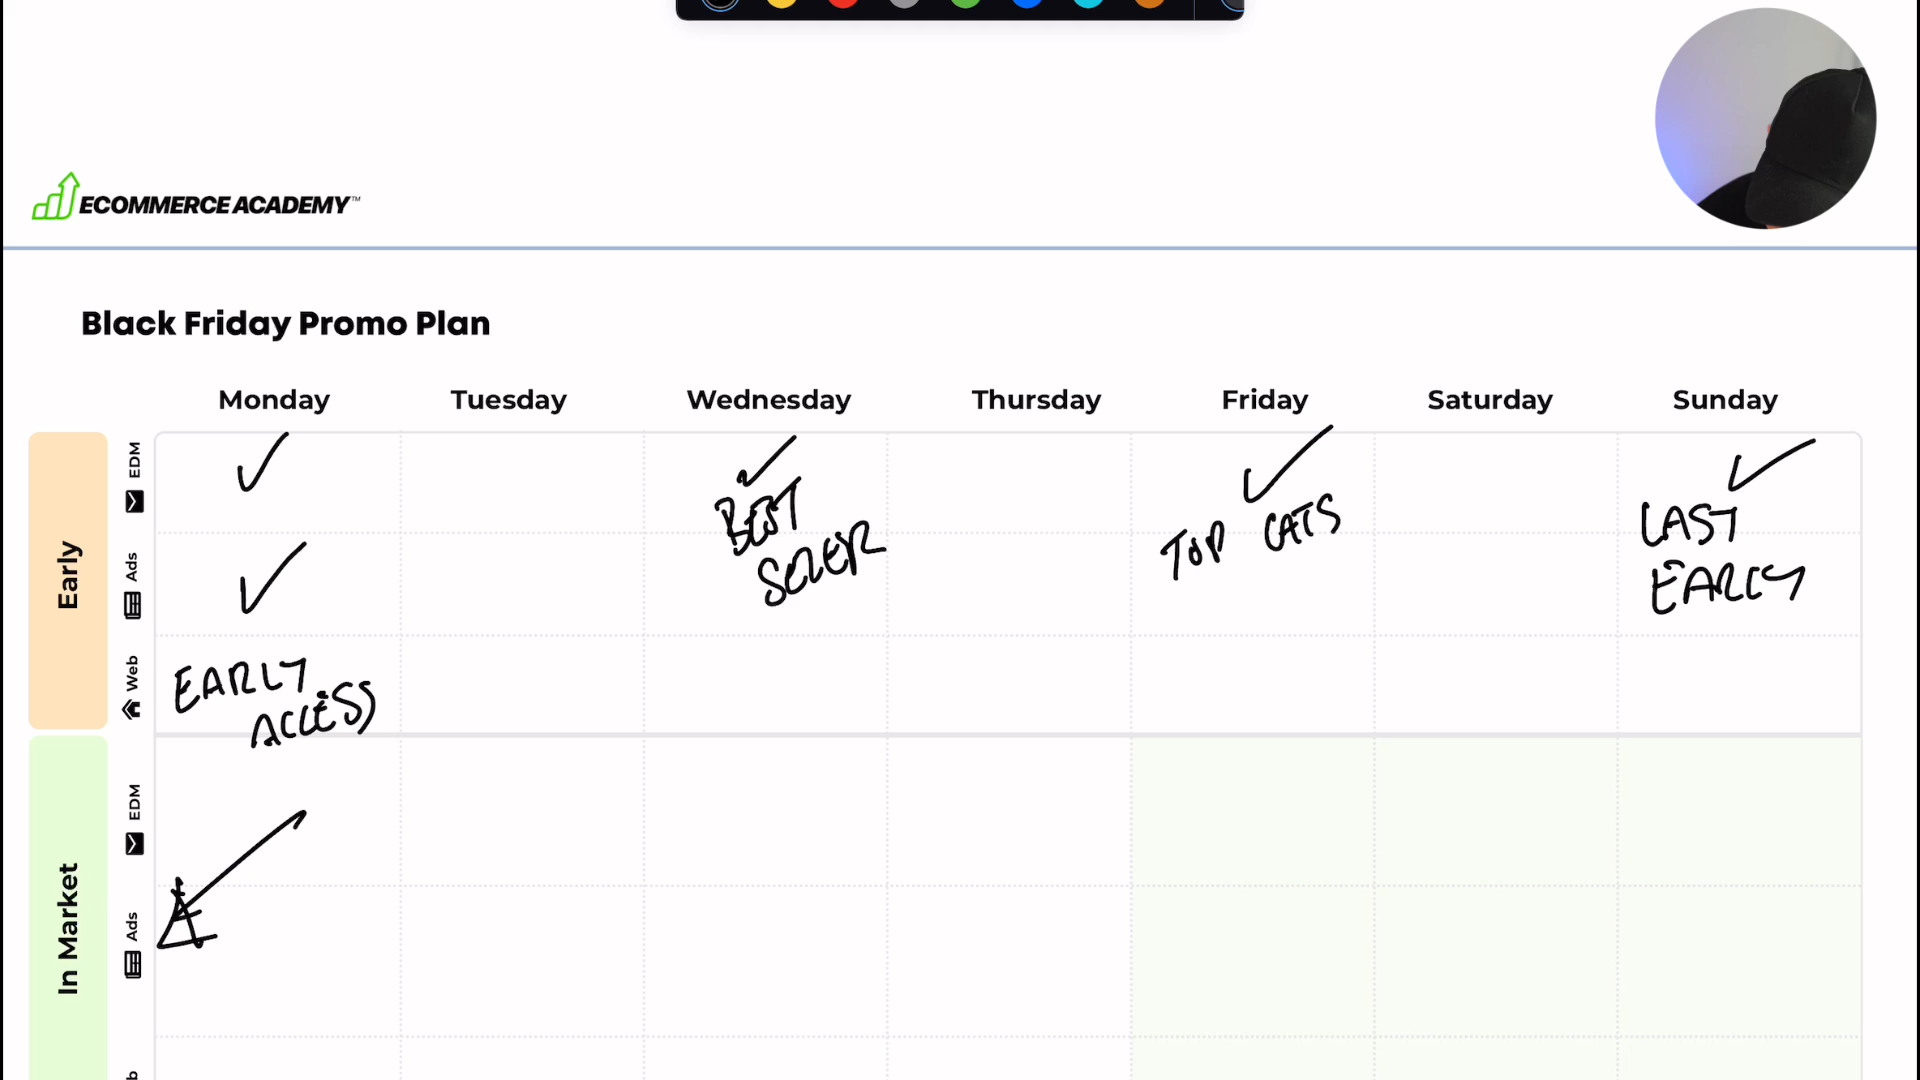 ECOMMERCE ACADEMY™
Black Friday Promo Plan
Monday Tuesday Wednesday Thursday Friday Saturday Sunday
Early
EDM
BEST
SELLER
TOP CATS
LAST
EARLY
Ads
Web
EARLY
ACCESS
In Market
EDM
Ads
b